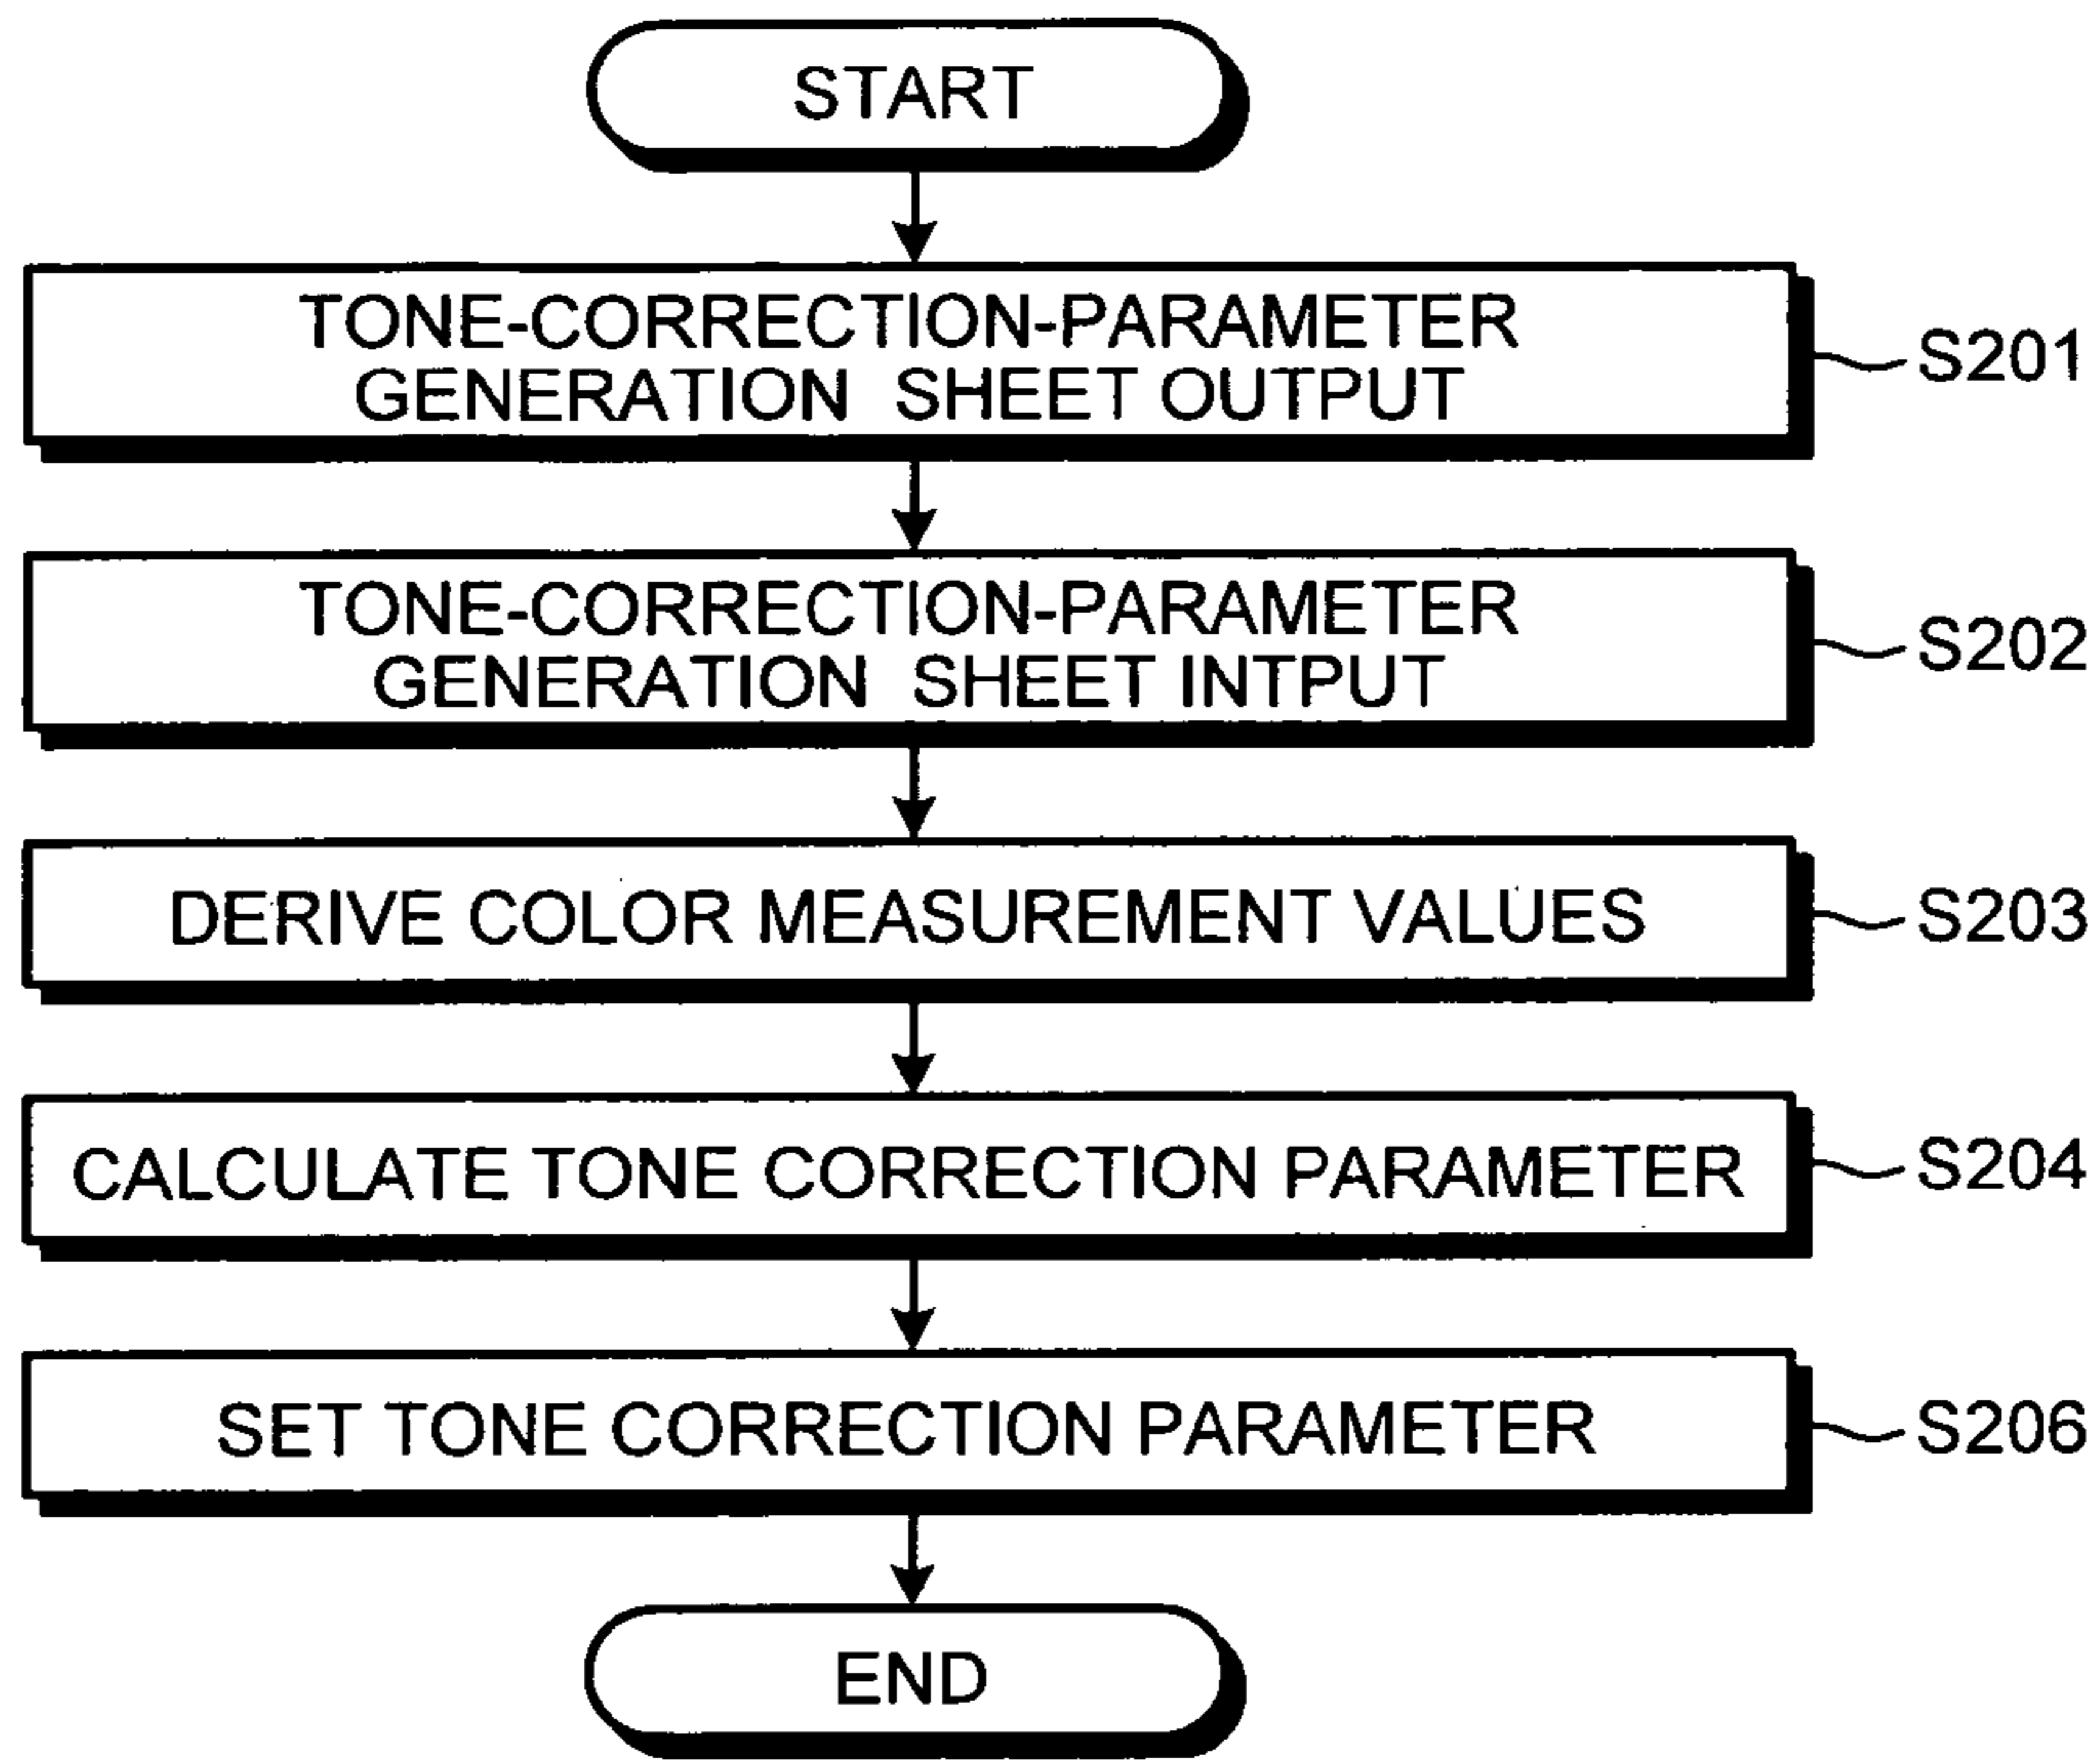 START
TONE-CORRECTION-PARAMETER
GENERATION SHEET OUTPUT
S201
TONE-CORRECTION-PARAMETER
GENERATION SHEET INTPUT
S202
DERIVE COLOR MEASUREMENT VALUES
S203
CALCULATE TONE CORRECTION PARAMETER
S204
SET TONE CORRECTION PARAMETER
S206
END